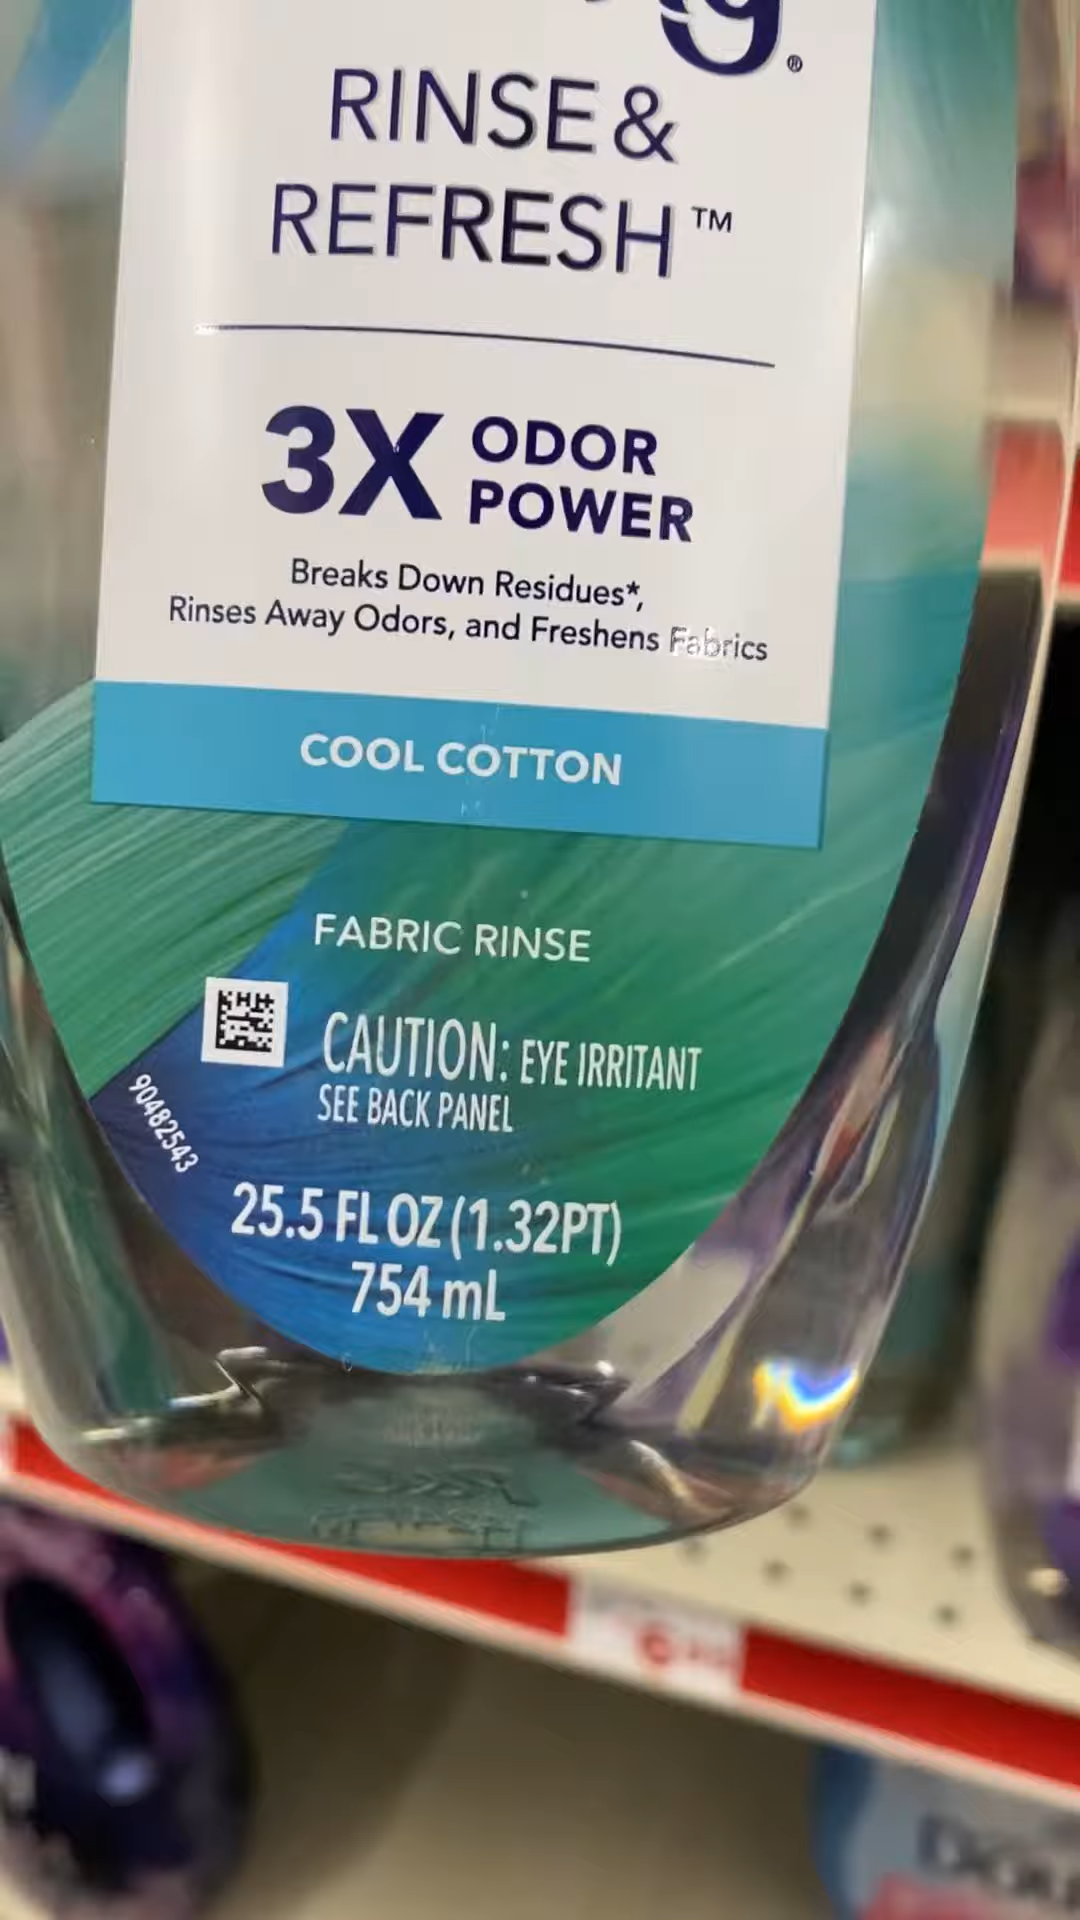 ®
RINSE &
REFRESH™
3X ODOR
POWER
Breaks Down Residues*,
Rinses Away Odors, and Freshens Fabrics
COOL COTTON
FABRIC RINSE
CAUTION: EYE IRRITANT
SEE BACK PANEL
90482543
25.5 FL OZ (1.32PT)
754 mL